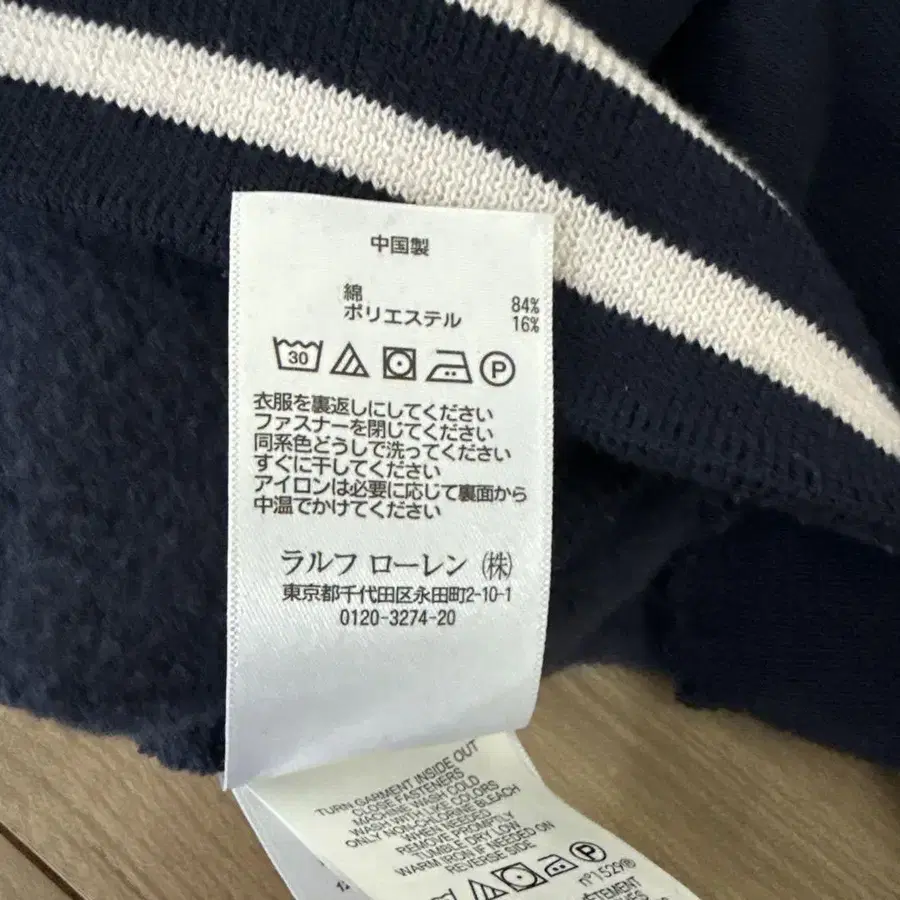 中国製
綿 84%
ポリエステル 16%
30 P
衣服を裏返しにしてください
ファスナーを閉じてください
同系色どうしで洗ってください
すぐに干してください
アイロンは必要に応じて裏面から
中温でかけてください
ラルフ ローレン (株)
東京都千代田区永田町2-10-1
0120-3274-20
TURN GARMENT INSIDE OUT
CLOSE FASTENERS
MACHINE WASH COLD
WASH WITH LIKE COLORS
ONLY NON-CHLORINE BLEACH
WHEN NEEDED
TUMBLE DRY LOW
REMOVE PROMPTLY
WARM IRON IF NEEDED ON
REVERSE SIDE
P
nº1529®